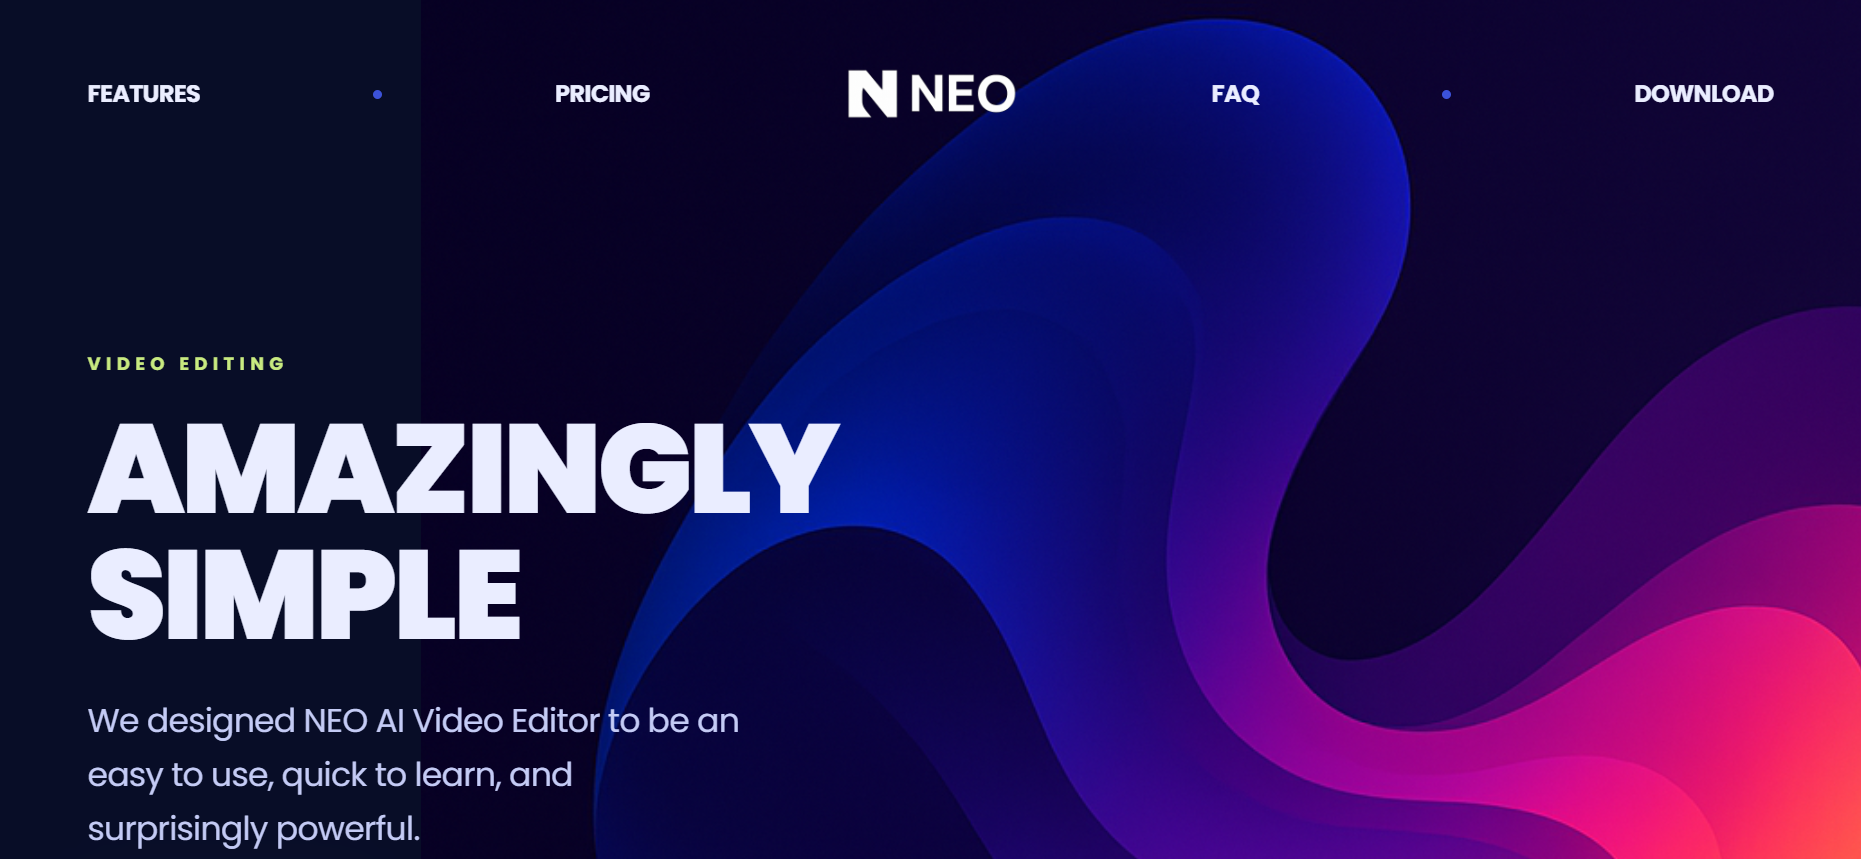 FEATURES
PRICING
N NEO
FAQ
DOWNLOAD
VIDEO EDITING
AMAZINGLY
SIMPLE
We designed NEO AI Video Editor to be an
easy to use, quick to learn, and
surprisingly powerful.